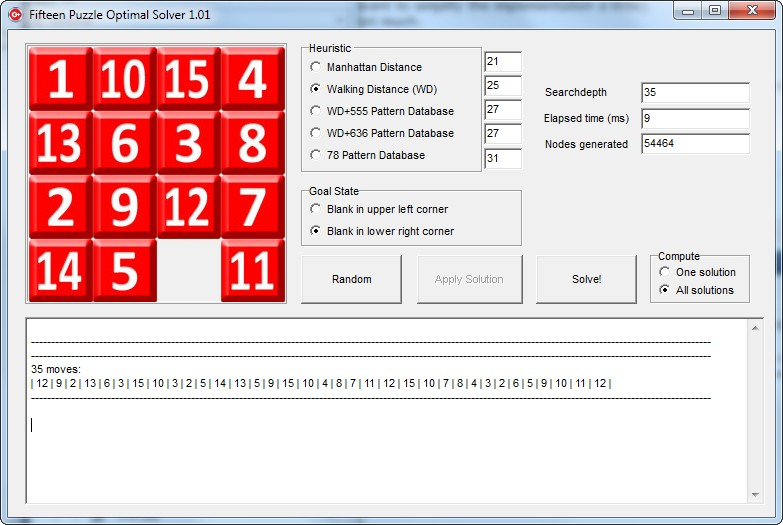 Fifteen Puzzle Optimal Solver 1.01
1 10 15 4
13 6 3 8
2 9 12 7
14 5 11
Heuristic
Manhattan Distance 21
Walking Distance (WD) 25
WD+555 Pattern Database 27
WD+636 Pattern Database 27
78 Pattern Database 31
Searchdepth 35
Elapsed time (ms) 9
Nodes generated 54464
Goal State
Blank in upper left corner
Blank in lower right corner
Random
Apply Solution
Solve!
Compute
One solution
All solutions
35 moves:
| 12 | 9 | 2 | 13 | 6 | 3 | 15 | 10 | 3 | 2 | 5 | 14 | 13 | 5 | 9 | 15 | 10 | 4 | 8 | 7 | 11 | 12 | 15 | 10 | 7 | 8 | 4 | 3 | 2 | 6 | 5 | 9 | 10 | 11 | 12 |